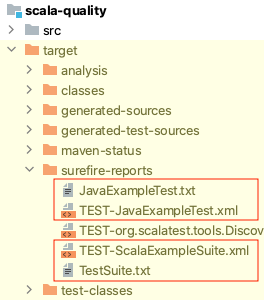 scala-quality
src
target
analysis
classes
generated-sources
generated-test-sources
maven-status
surefire-reports
JavaExampleTest.txt
TEST-JavaExampleTest.xml
TEST-org.scalatest.tools.Discov
TEST-ScalaExampleSuite.xml
TestSuite.txt
test-classes